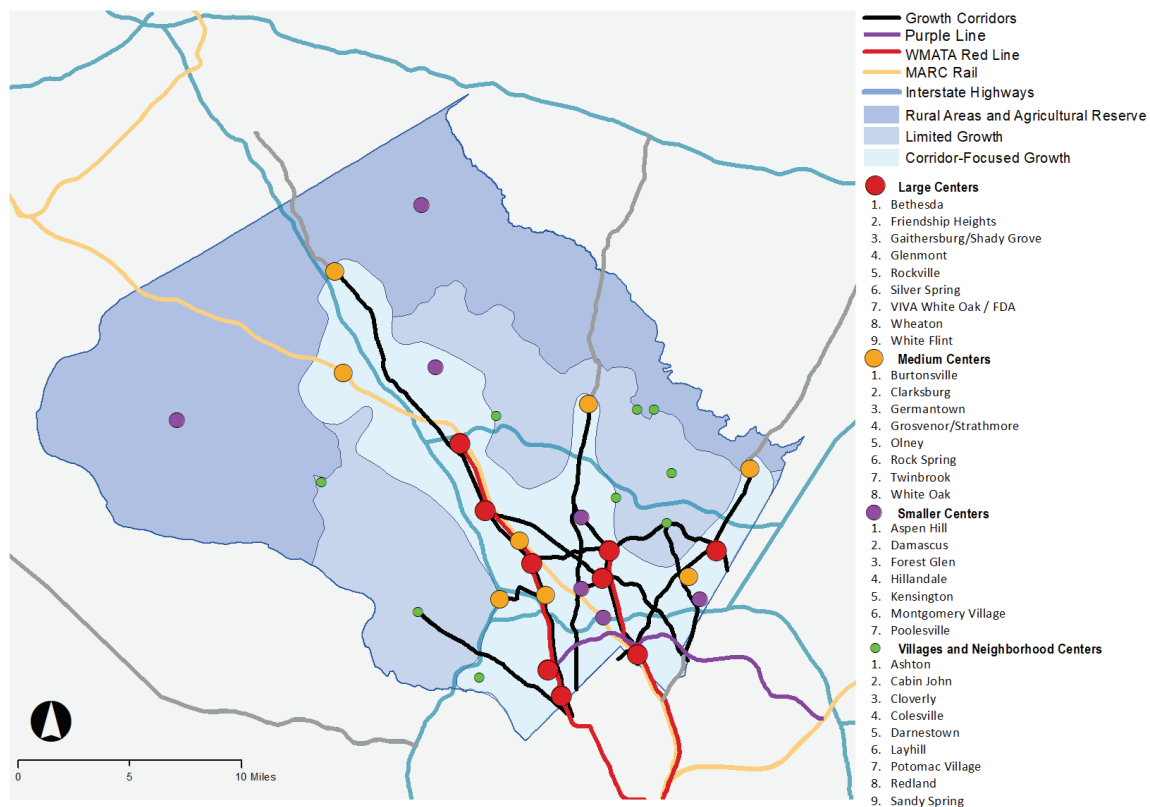 Growth Corridors
Purple Line
WMATA Red Line
MARC Rail
Interstate Highways
Rural Areas and Agricultural Reserve
Limited Growth
Corridor-Focused Growth
Large Centers
1. Bethesda
2. Friendship Heights
3. Gaithersburg/Shady Grove
4. Glenmont
5. Rockville
6. Silver Spring
7. VIVA White Oak / FDA
8. Wheaton
9. White Flint
Medium Centers
1. Burtonsville
2. Clarksburg
3. Germantown
4. Grosvenor/Strathmore
5. Olney
6. Rock Spring
7. Twinbrook
8. White Oak
Smaller Centers
1. Aspen Hill
2. Damascus
3. Forest Glen
4. Hillandale
5. Kensington
6. Montgomery Village
7. Poolesville
Villages and Neighborhood Centers
1. Ashton
2. Cabin John
3. Cloverly
4. Colesville
5. Darnestown
6. Layhill
7. Potomac Village
8. Redland
9. Sandy Spring
0 5 10 Miles